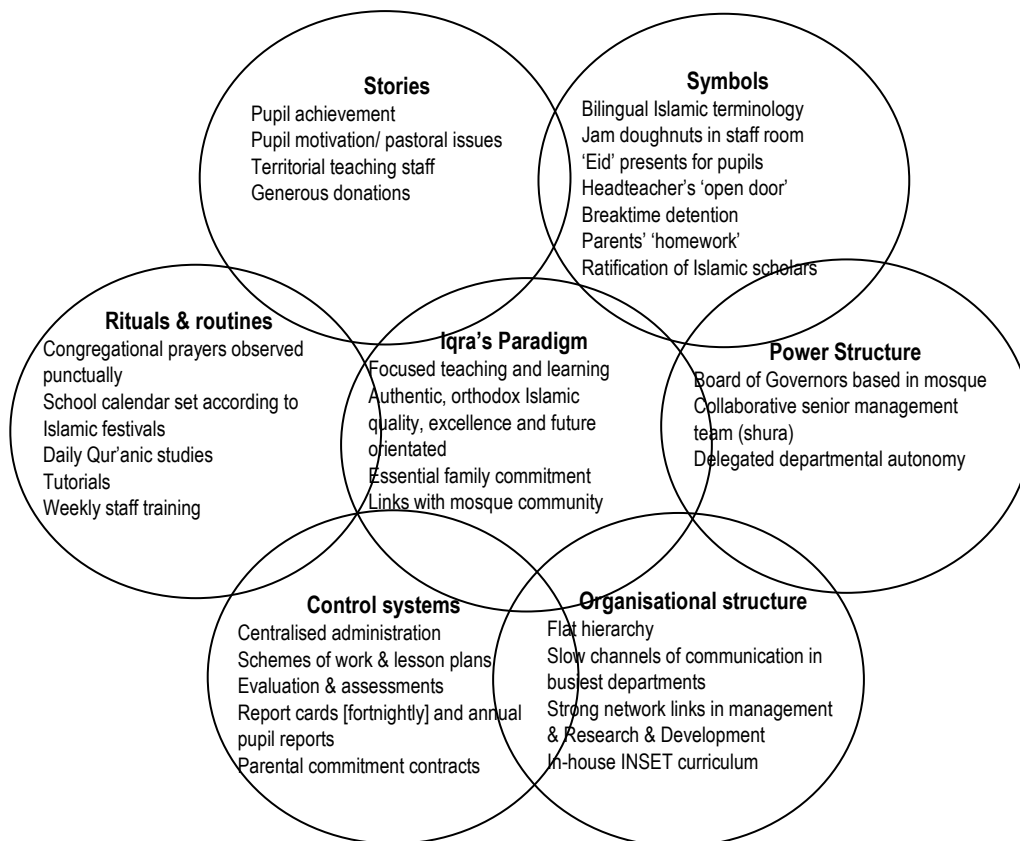 Stories
Pupil achievement
Pupil motivation/ pastoral issues
Territorial teaching staff
Generous donations
Symbols
Bilingual Islamic terminology
Jam doughnuts in staff room
‘Eid’ presents for pupils
Headteacher’s ‘open door’
Breaktime detention
Parents’ ‘homework’
Ratification of Islamic scholars
Rituals & routines
Congregational prayers observed
punctually
School calendar set according to
Islamic festivals
Daily Qur’anic studies
Tutorials
Weekly staff training
Iqra’s Paradigm
Focused teaching and learning
Authentic, orthodox Islamic
quality, excellence and future
orientated
Essential family commitment
Links with mosque community
Power Structure
Board of Governors based in mosque
Collaborative senior management
team (shura)
Delegated departmental autonomy
Control systems
Centralised administration
Schemes of work & lesson plans
Evaluation & assessments
Report cards [fortnightly] and annual
pupil reports
Parental commitment contracts
Organisational structure
Flat hierarchy
Slow channels of communication in
busiest departments
Strong network links in management
& Research & Development
In-house INSET curriculum